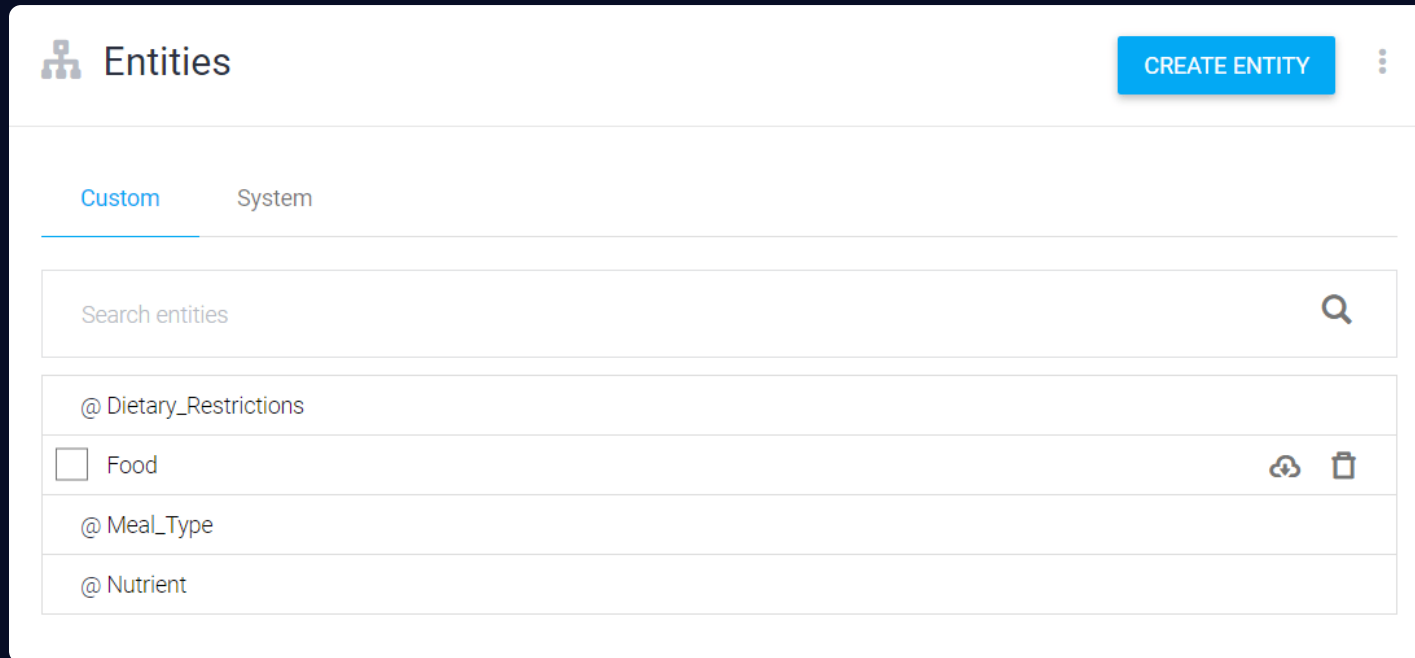 Entities
CREATE ENTITY
Custom System
Search entities
@ Dietary_Restrictions
Food
@ Meal_Type
@ Nutrient